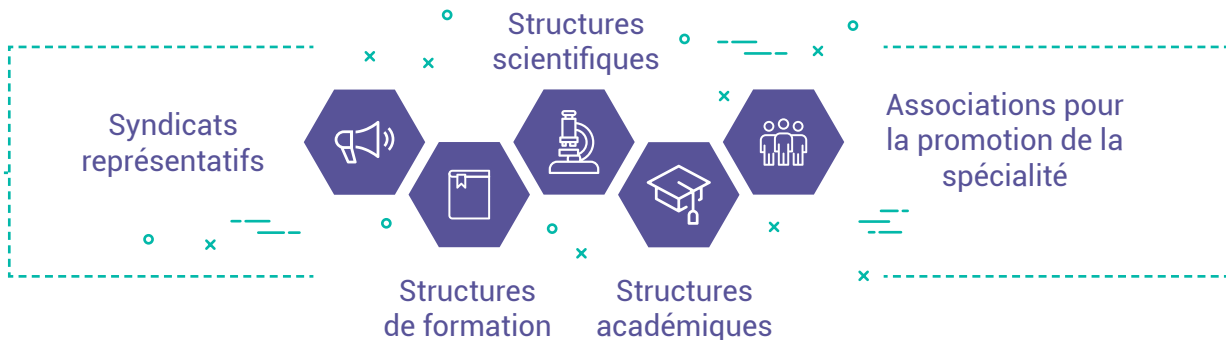 Syndicats
représentatifs
Structures
de formation
Structures
scientifiques
Structures
académiques
Associations pour
la promotion de la
spécialité